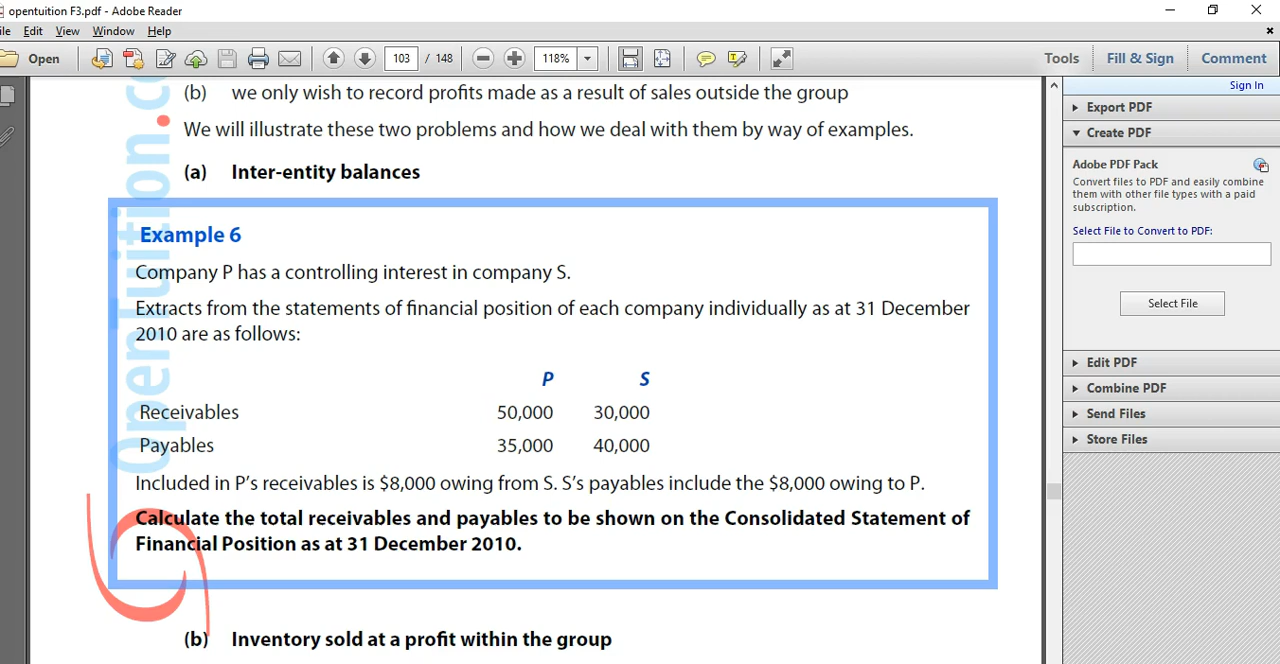 opentuition F3.pdf - Adobe Reader
ile Edit View Window Help
Open 103 / 148 118% Tools Fill & Sign Comment
Sign In
Export PDF
Create PDF
Adobe PDF Pack
Convert files to PDF and easily combine
them with other file types with a paid
subscription.
Select File to Convert to PDF:
Select File
Edit PDF
Combine PDF
Send Files
Store Files
OpenTuition.co
(b) we only wish to record profits made as a result of sales outside the group
We will illustrate these two problems and how we deal with them by way of examples.
(a) Inter-entity balances
Example 6
Company P has a controlling interest in company S.
Extracts from the statements of financial position of each company individually as at 31 December
2010 are as follows:
P S
Receivables 50,000 30,000
Payables 35,000 40,000
Included in P's receivables is $8,000 owing from S. S's payables include the $8,000 owing to P.
Calculate the total receivables and payables to be shown on the Consolidated Statement of
Financial Position as at 31 December 2010.
(b) Inventory sold at a profit within the group